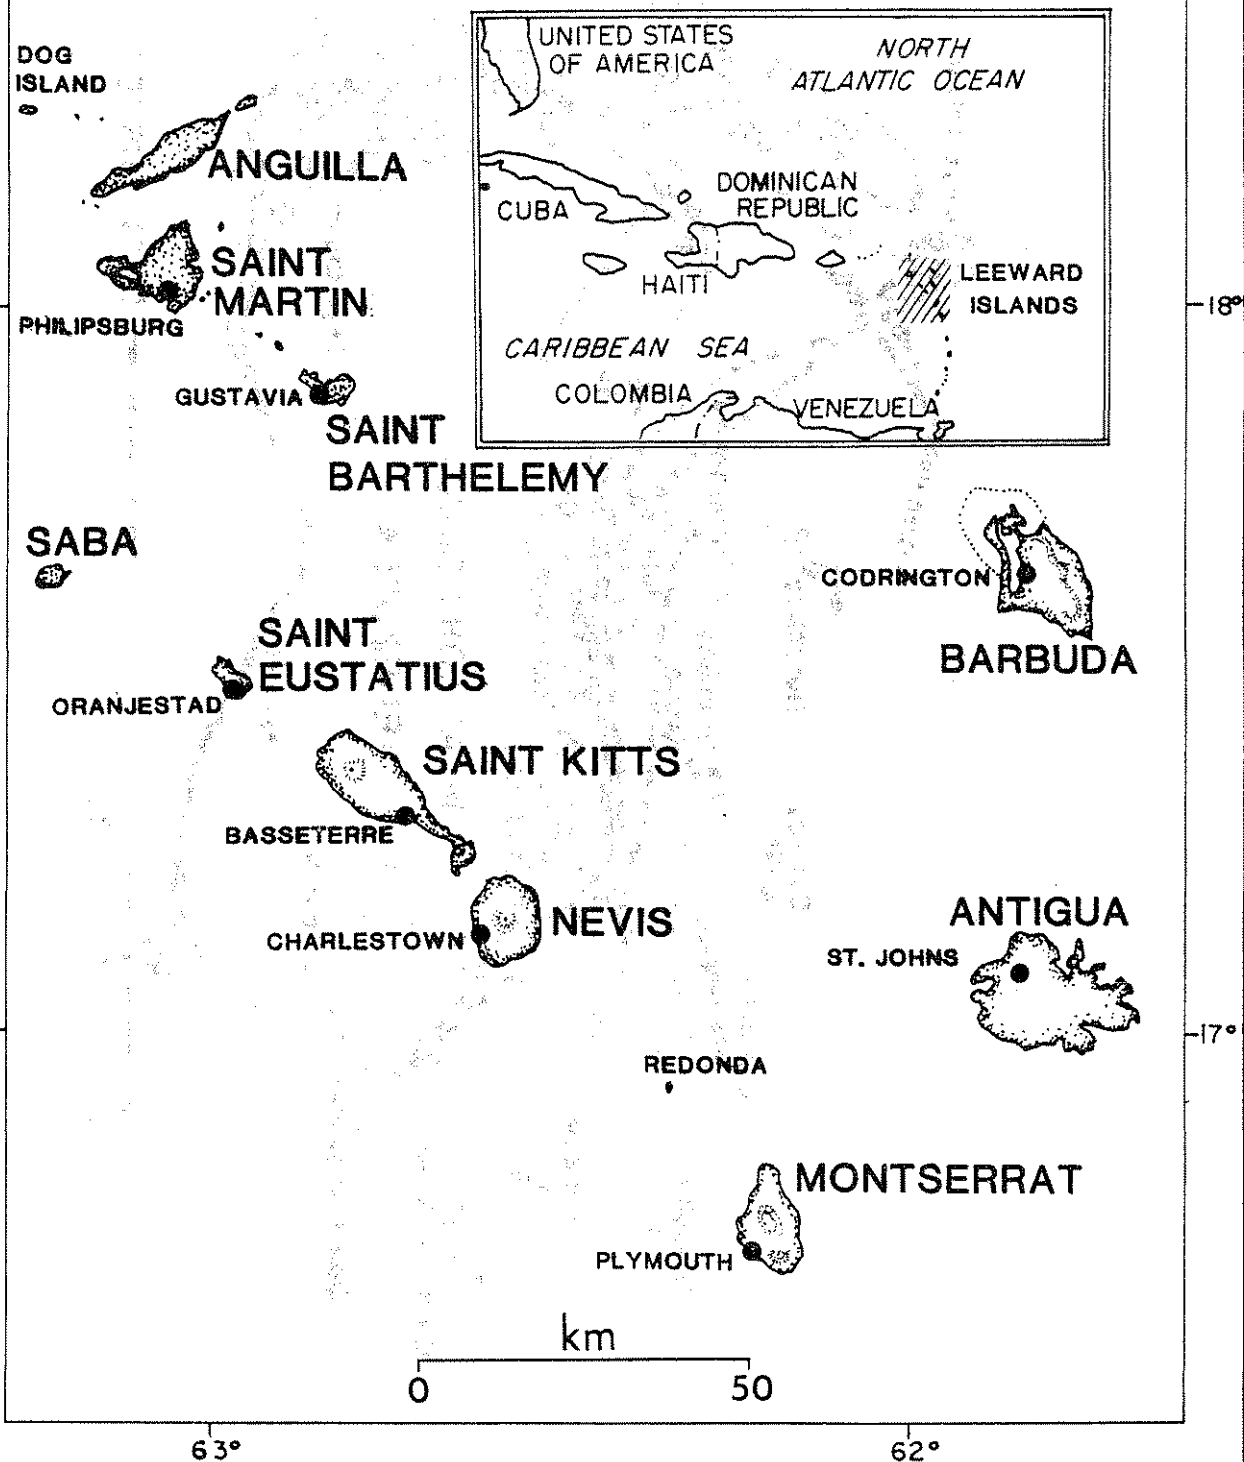 DOG
ISLAND
ANGUILLA
SAINT
MARTIN
PHILIPSBURG
GUSTAVIA
SAINT
BARTHELEMY
UNITED STATES
OF AMERICA
NORTH
ATLANTIC OCEAN
CUBA
DOMINICAN
REPUBLIC
HAITI
LEEWARD
ISLANDS
CARIBBEAN SEA
COLOMBIA
VENEZUELA
18°
SABA
CODRINGTON
BARBUDA
SAINT
EUSTATIUS
ORANJESTAD
SAINT KITTS
BASSETERRE
NEVIS
CHARLESTOWN
ANTIGUA
ST. JOHNS
17°
REDONDA
MONTSERRAT
PLYMOUTH
km
0 50
63° 62°